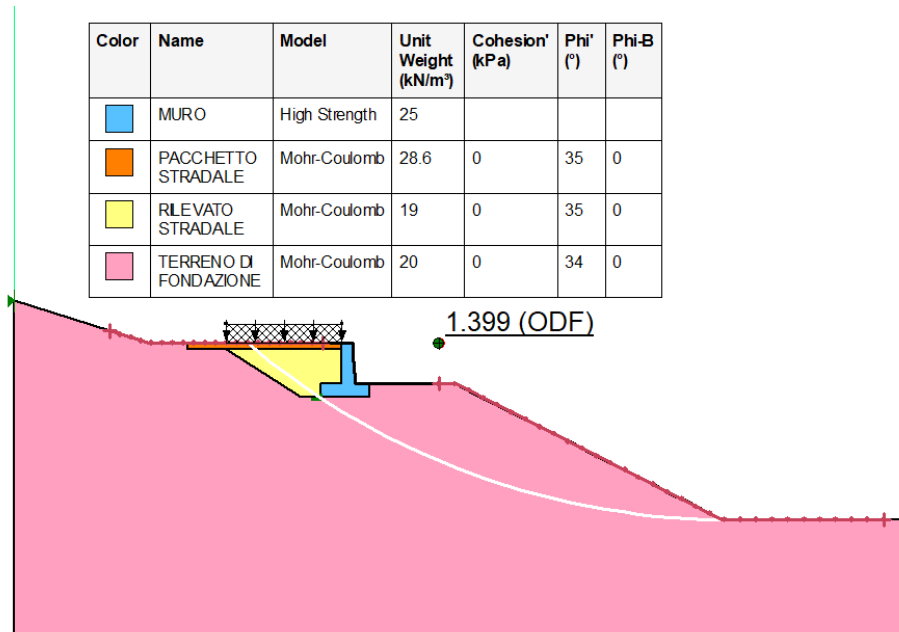 Color Name Model Unit Weight (kN/m³) Cohesion' (kPa) Phi' (°) Phi-B (°)
MURO High Strength 25
PACCHETTO STRADALE Mohr-Coulomb 28.6 0 35 0
RILEVATO STRADALE Mohr-Coulomb 19 0 35 0
TERRENO DI FONDAZIONE Mohr-Coulomb 20 0 34 0
1.399 (ODF)